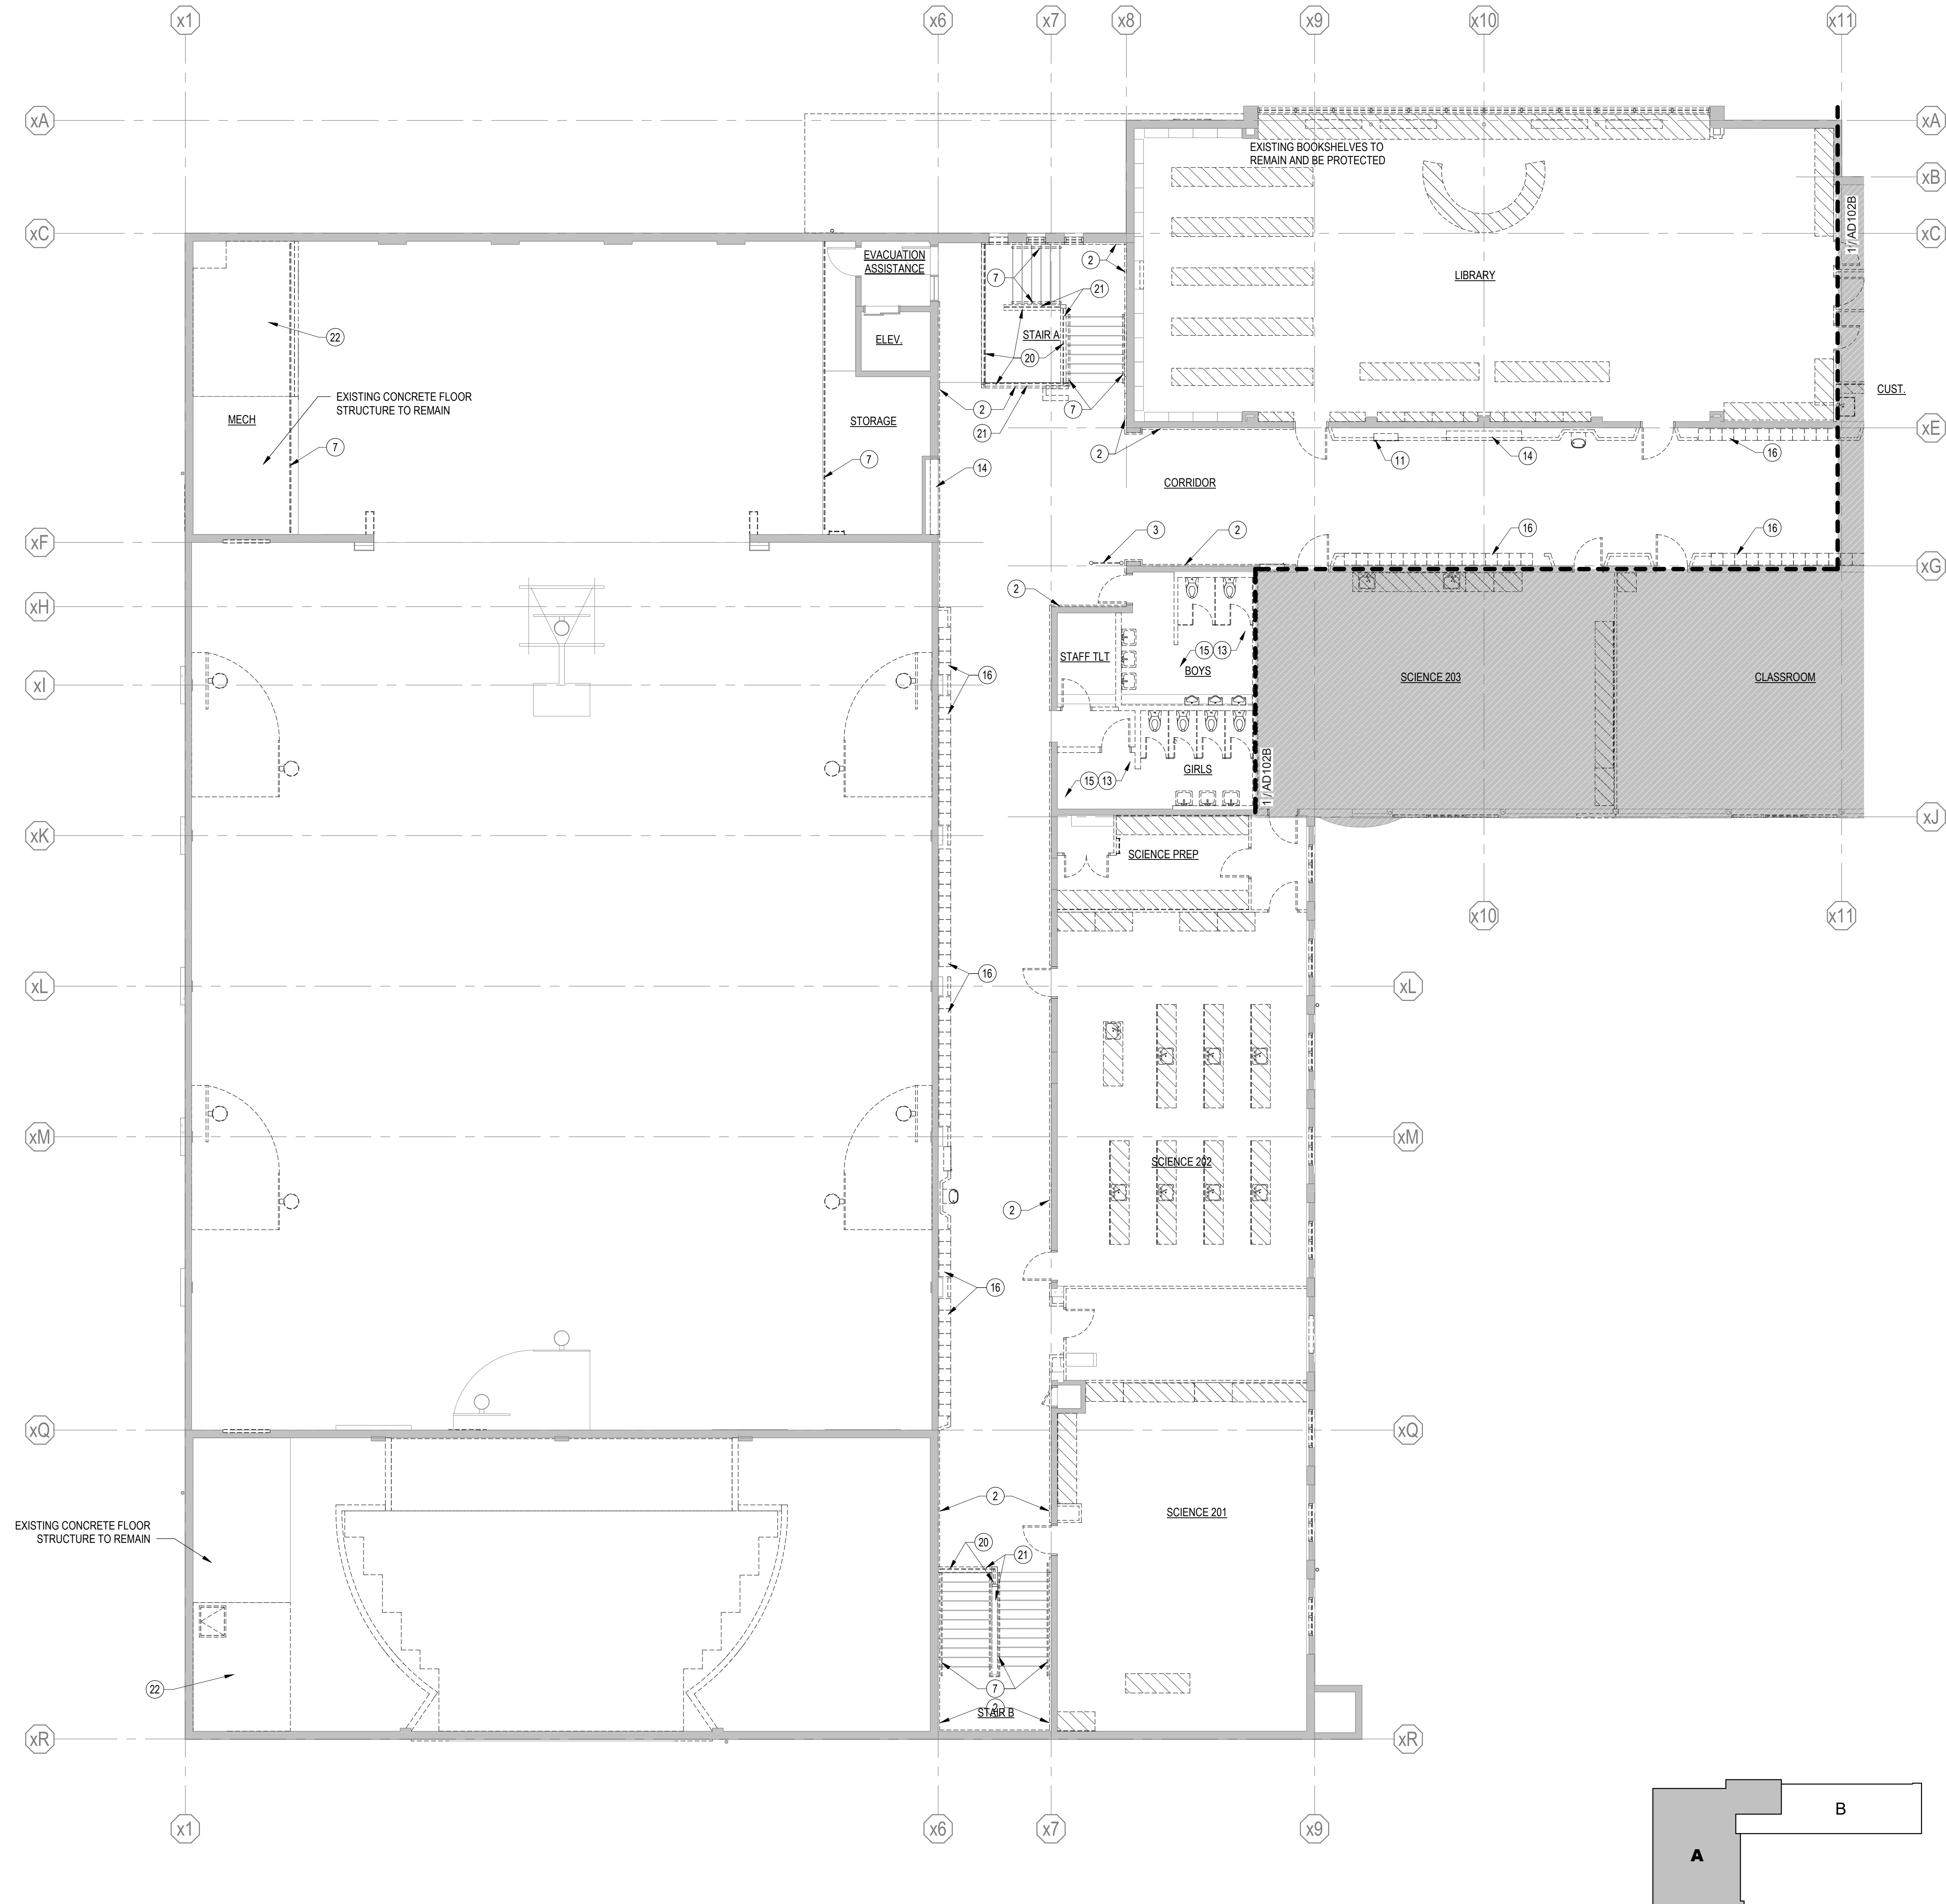 x1
x6
x7
x8
x9
x10
x11
xA
xA
EXISTING BOOKSHELVES TO
REMAIN AND BE PROTECTED
xB
1 / AD102B
xC
xC
EVACUATION
ASSISTANCE
2
7
LIBRARY
21
22
STAIR A
ELEV.
20
EXISTING CONCRETE FLOOR
STRUCTURE TO REMAIN
CUST.
MECH
STORAGE
2
7
21
xE
7
7
2
11
14
16
14
CORRIDOR
xF
3
2
16
16
xG
xH
2
STAFF TLT
15
13
BOYS
xI
16
SCIENCE 203
CLASSROOM
GIRLS
15
13
1 / AD102B
xK
xJ
SCIENCE PREP
x10
x11
16
xL
xL
xM
xM
SCIENCE 202
2
16
xQ
xQ
2
SCIENCE 201
EXISTING CONCRETE FLOOR
STRUCTURE TO REMAIN
20
21
22
7
2
STAIR B
xR
xR
x1
x6
x7
x9
B
A